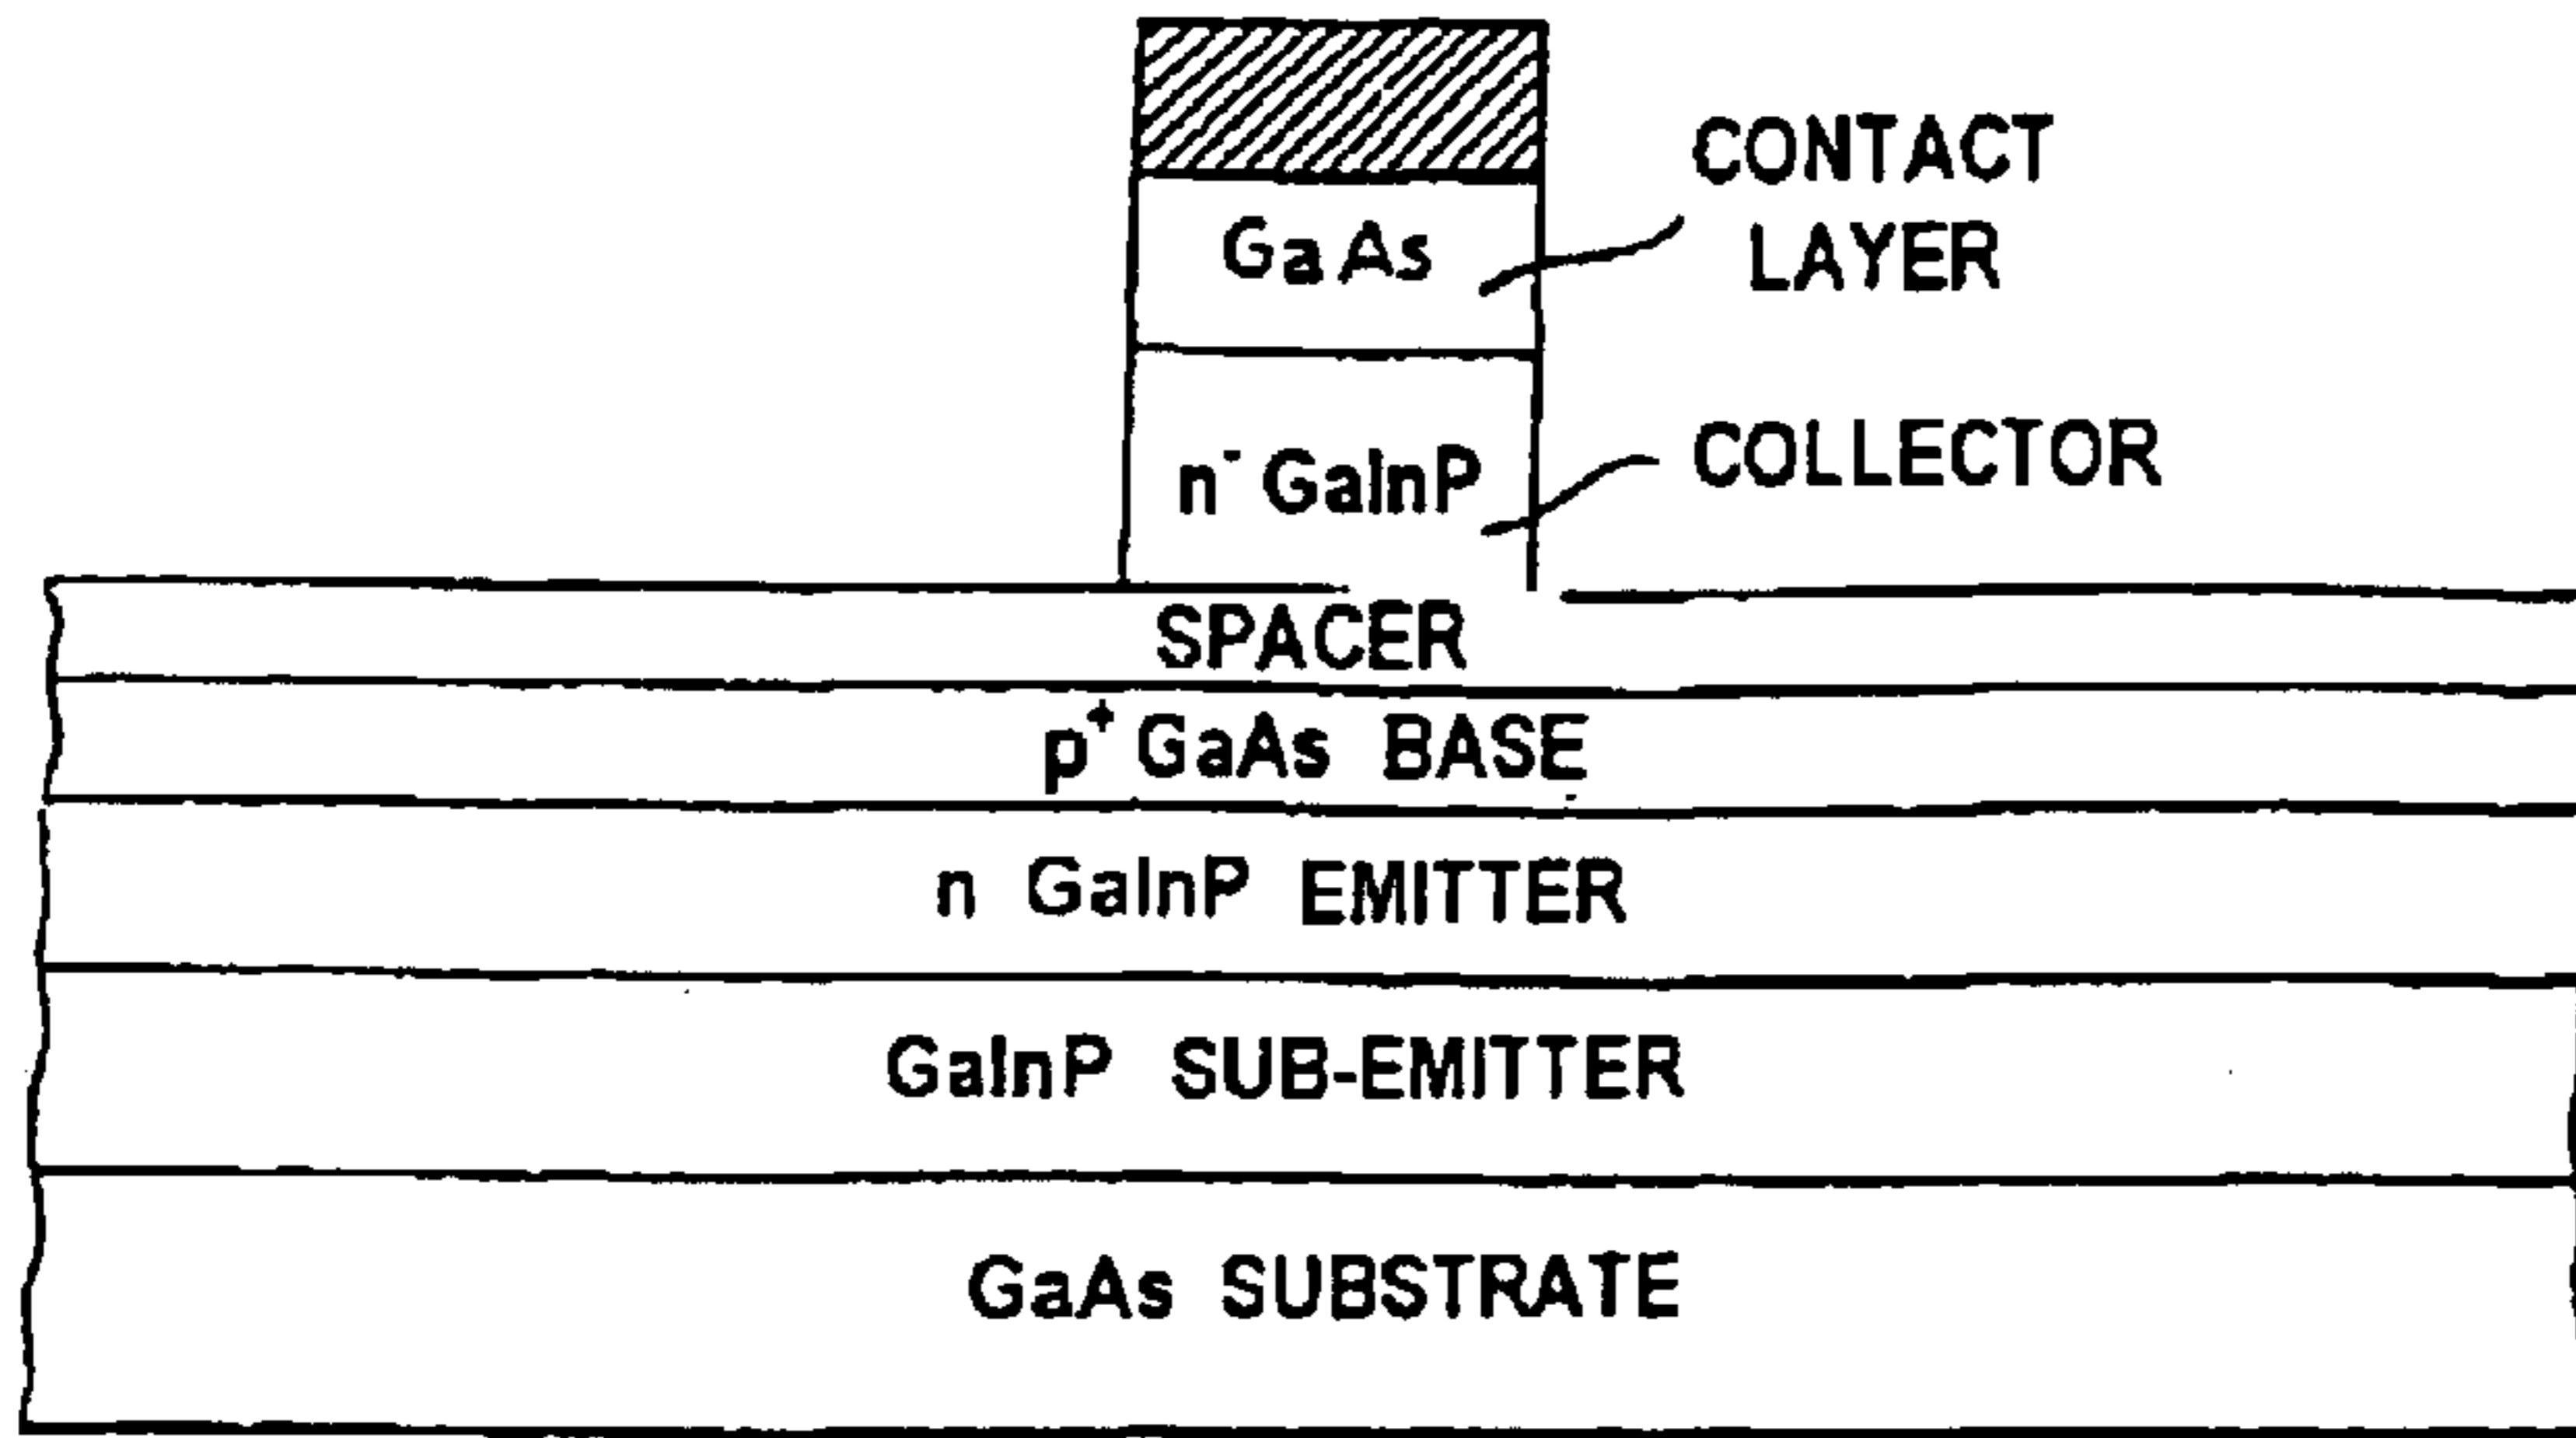 GaAs
CONTACT
LAYER
n⁻ GaInP
COLLECTOR
SPACER
p⁺ GaAs BASE
n GaInP EMITTER
GaInP SUB-EMITTER
GaAs SUBSTRATE